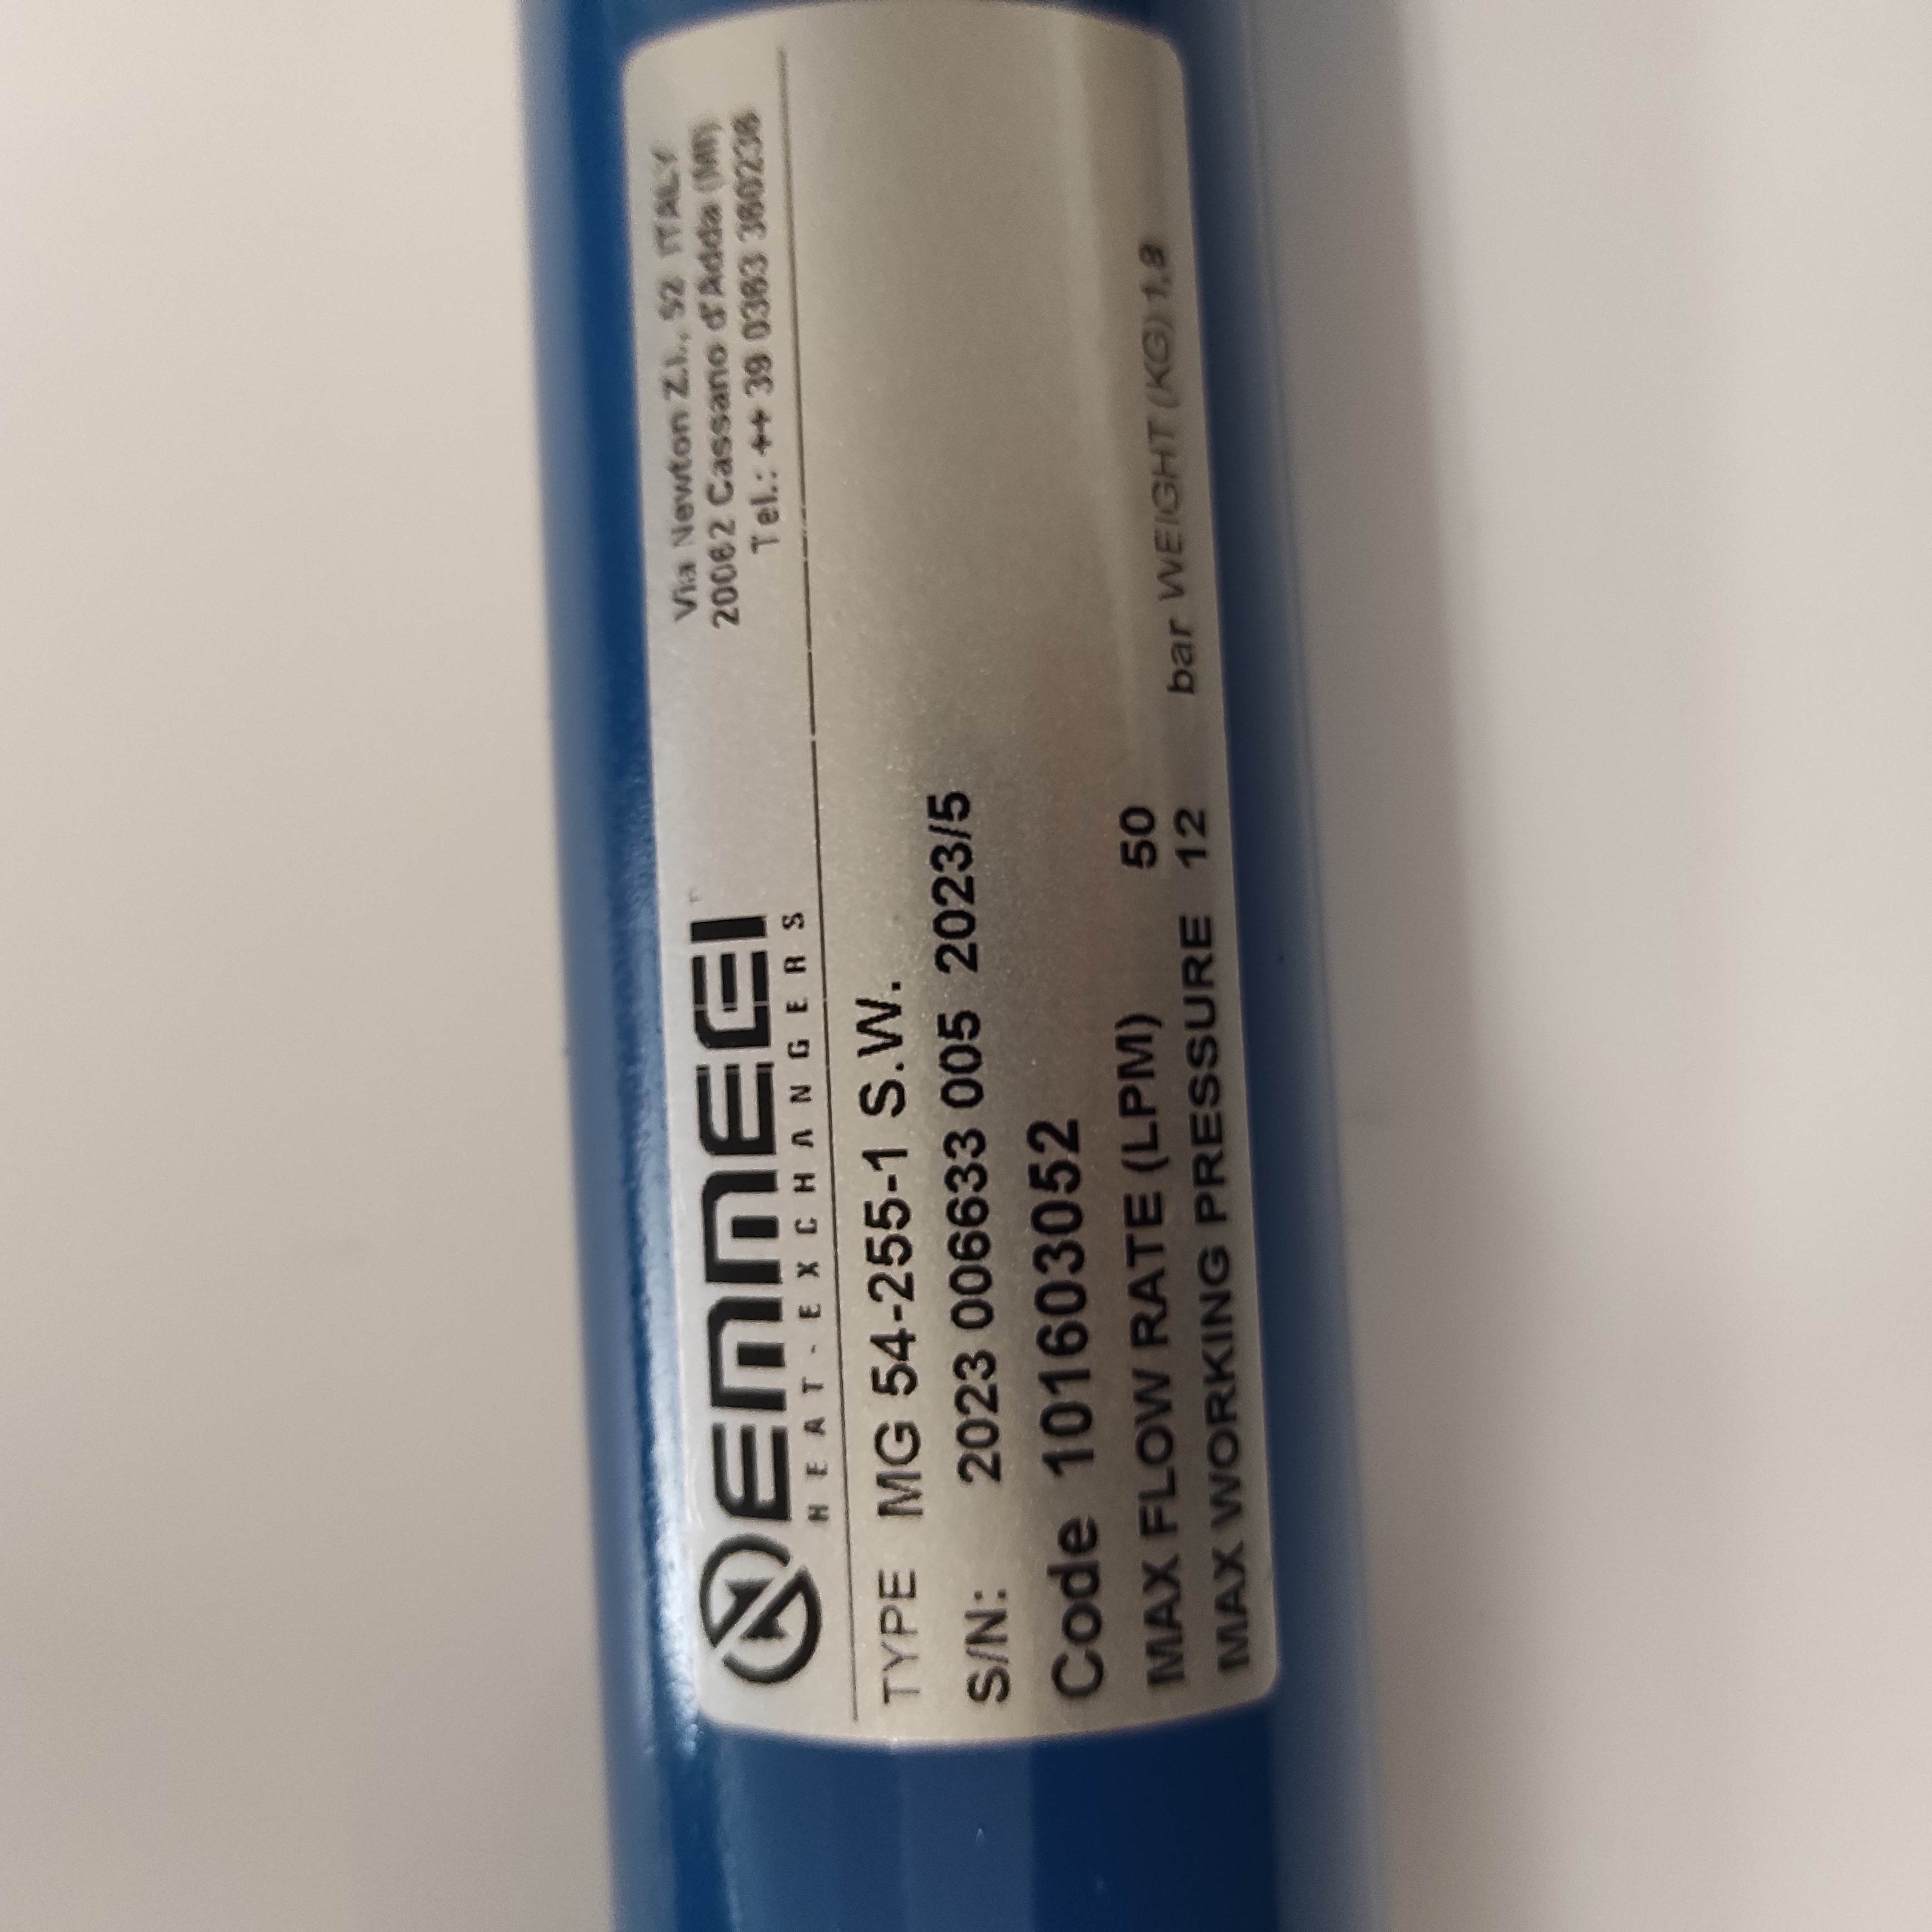 EMMEGI
HEAT-EXCHANGERS
Via Newton Z.I., 52 ITALY
20062 Cassano d'Adda (MI)
Tel.: ++ 39 0363 360236
TYPE MG 54-255-1 S.W.
S/N: 2023 006633 005 2023/5
Code 101603052
MAX FLOW RATE (LPM) 50
MAX WORKING PRESSURE 12 bar WEIGHT (KG) 1,8